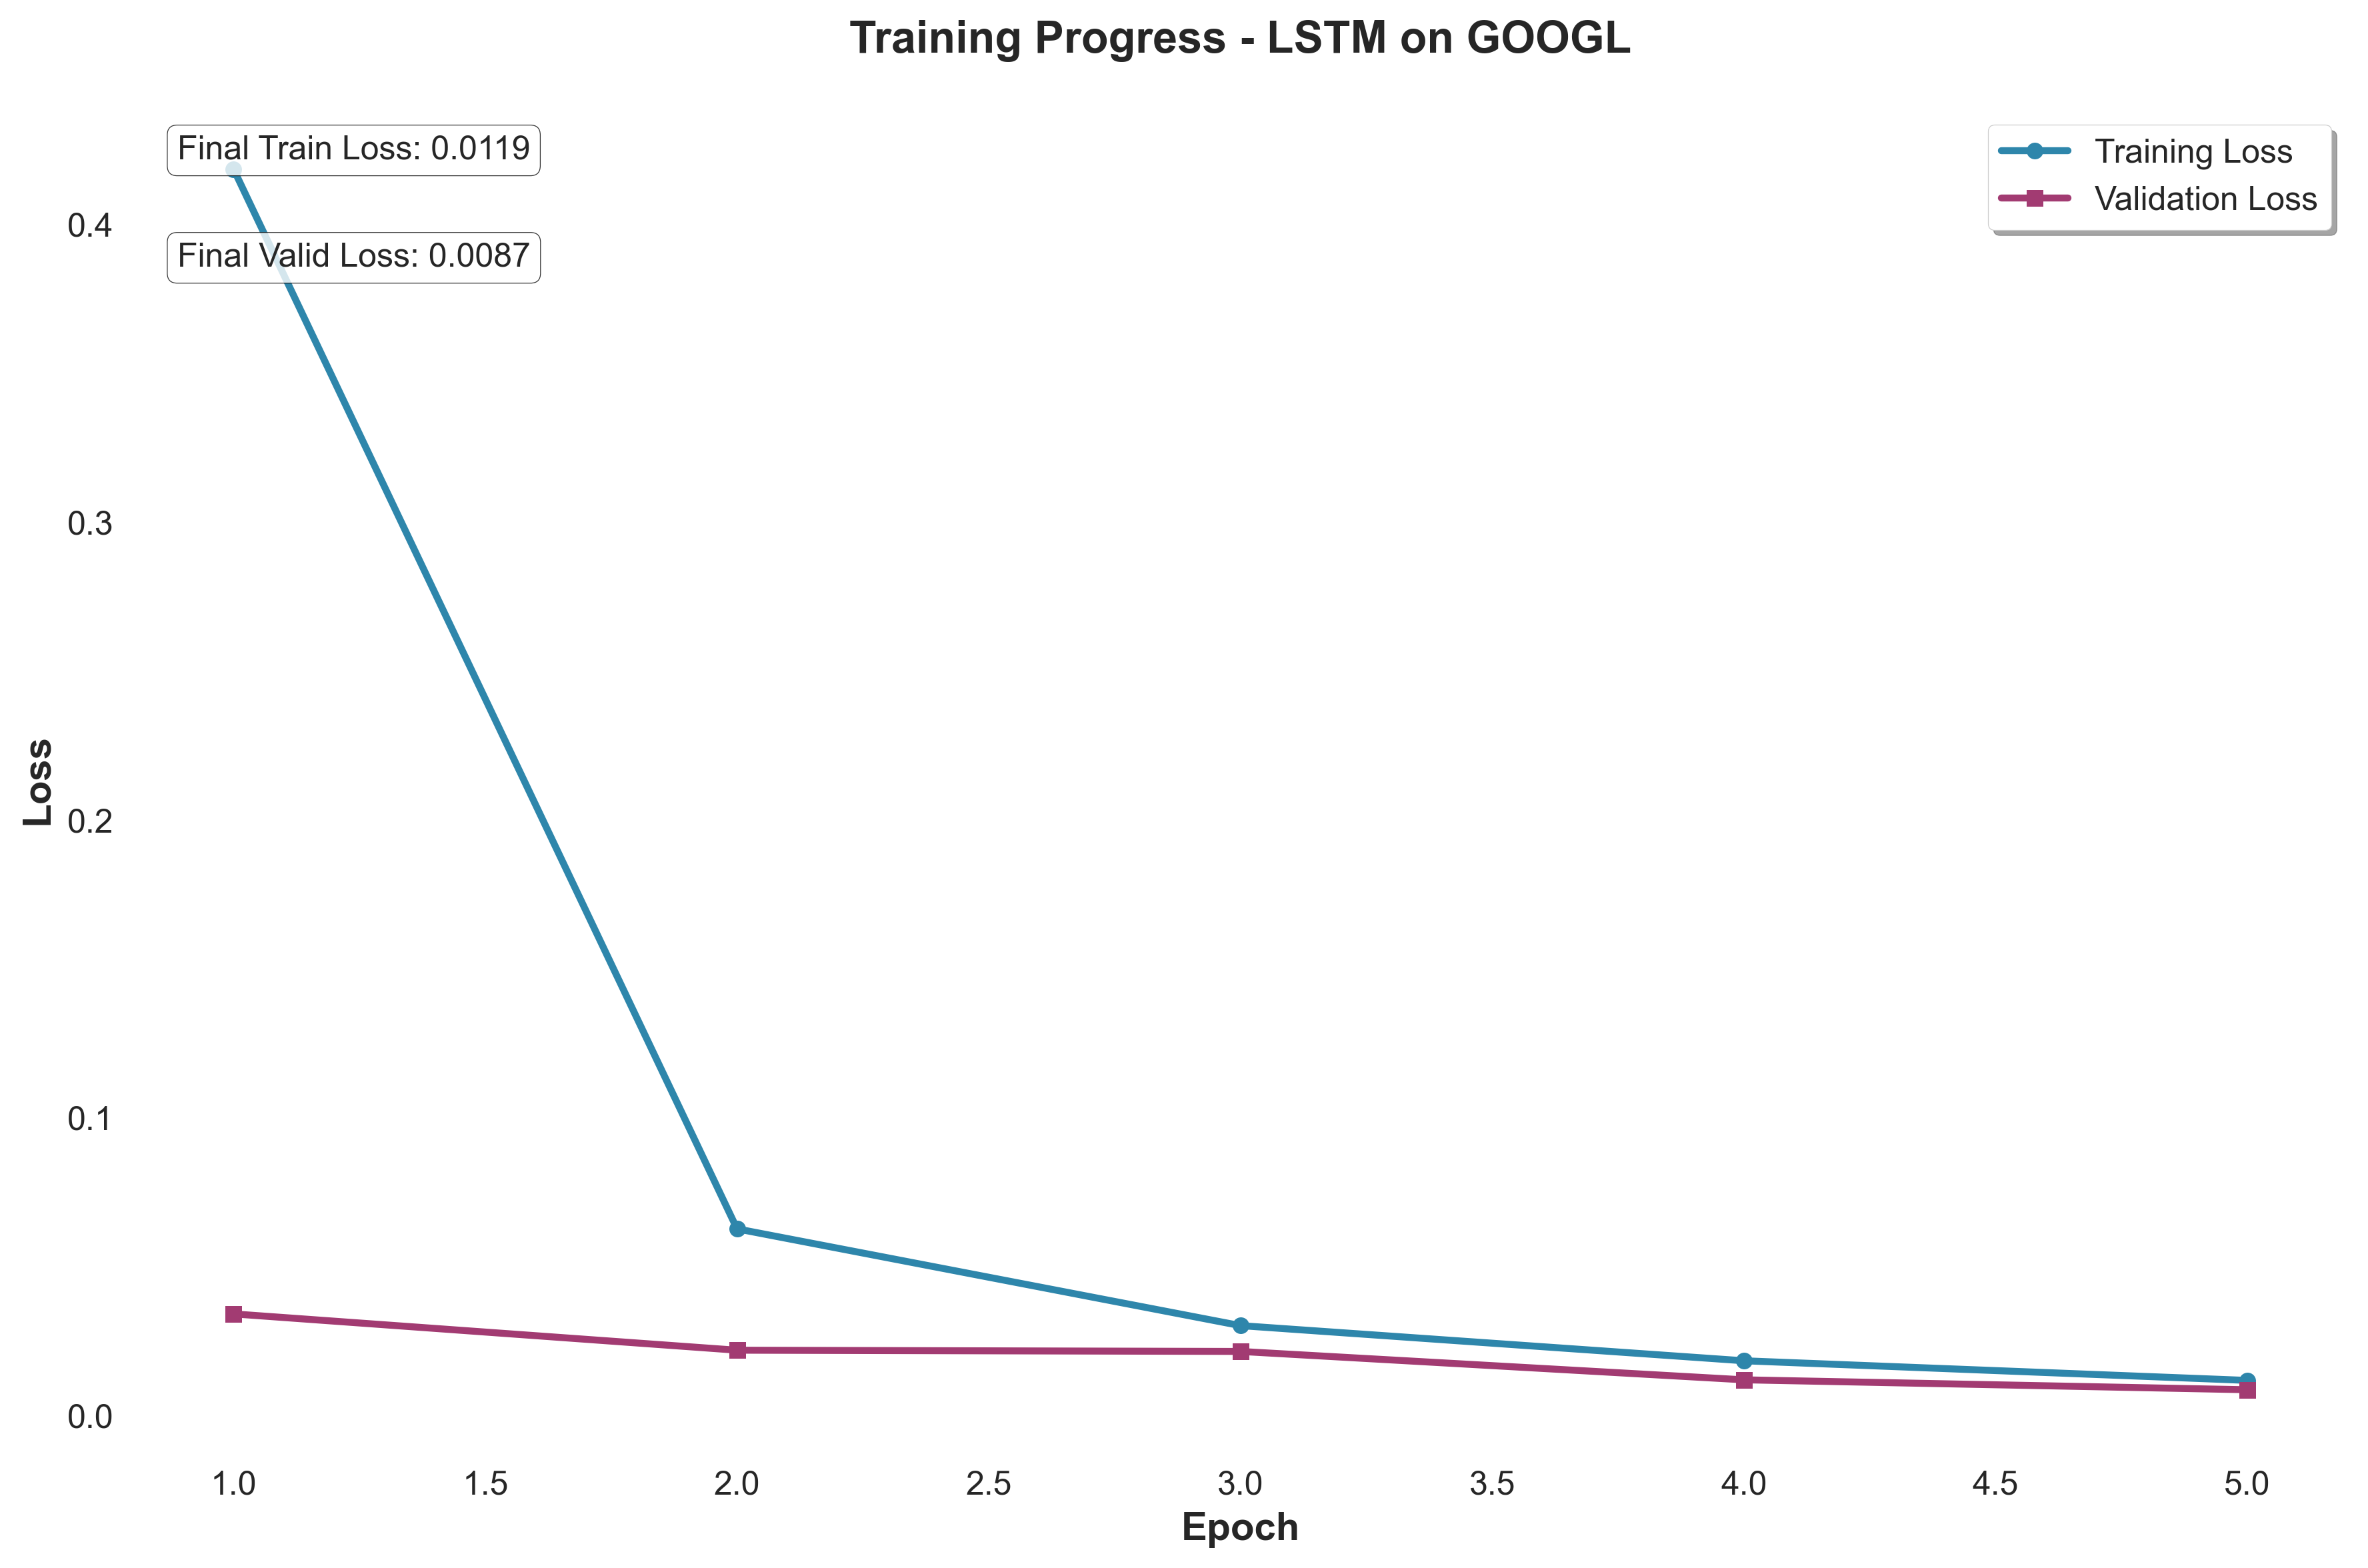 Training Progress - LSTM on GOOGL
Final Train Loss: 0.0119
Final Valid Loss: 0.0087
Training Loss
Validation Loss
Loss
0.4
0.3
0.2
0.1
0.0
1.0 1.5 2.0 2.5 3.0 3.5 4.0 4.5 5.0
Epoch